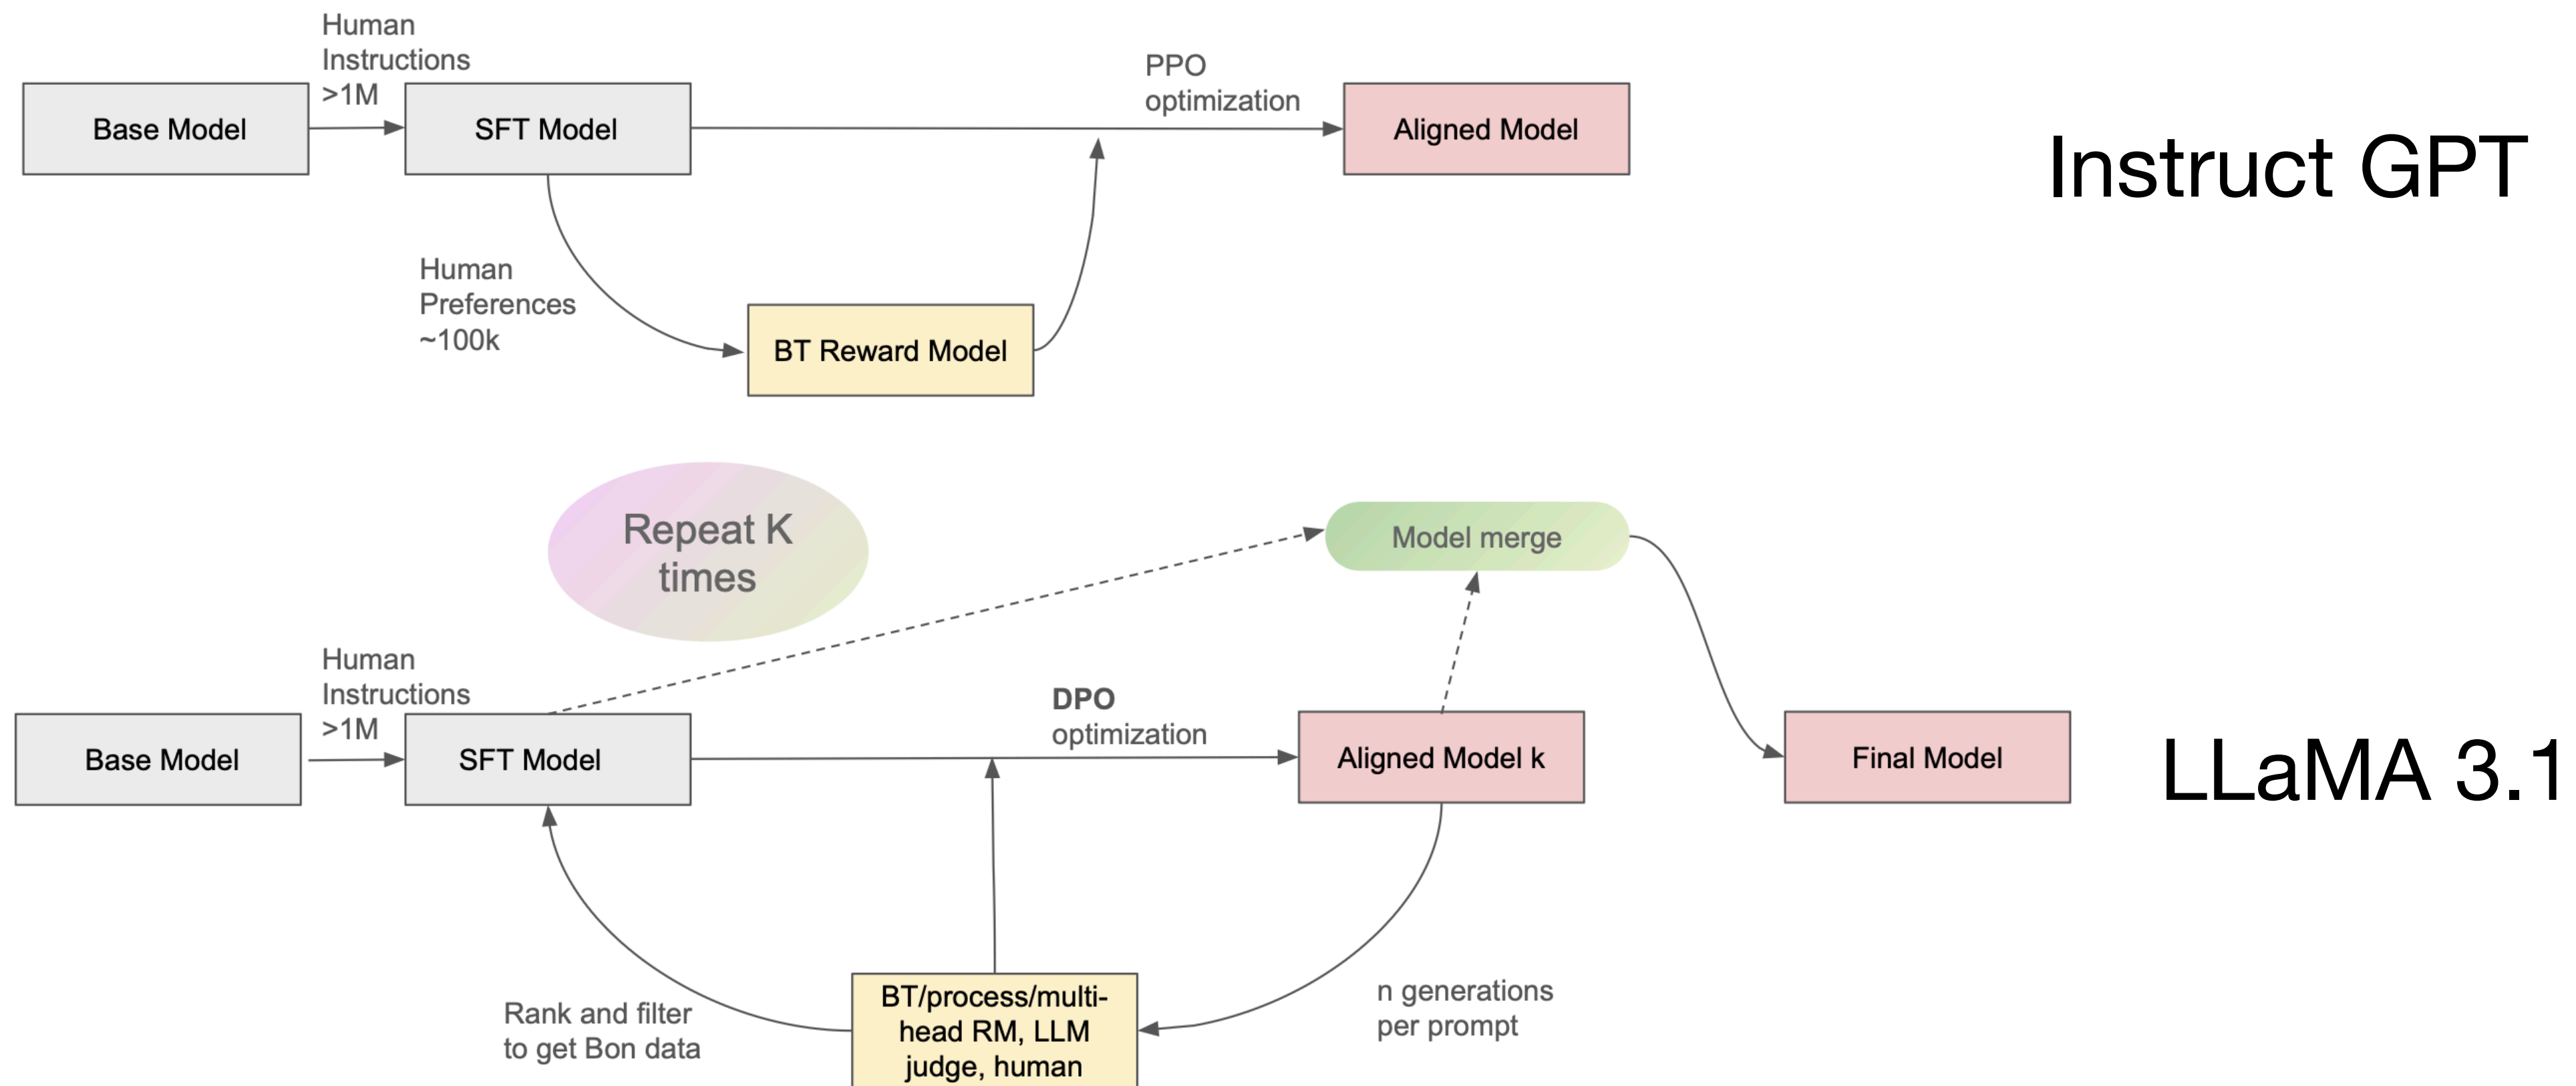 Human
Instructions
>1M
Base Model
SFT Model
PPO
optimization
Aligned Model
Instruct GPT
Human
Preferences
~100k
BT Reward Model
Repeat K
times
Model merge
Human
Instructions
>1M
Base Model
SFT Model
DPO
optimization
Aligned Model k
Final Model
LLaMA 3.1
Rank and filter
to get Bon data
BT/process/multi-
head RM, LLM
judge, human
n generations
per prompt